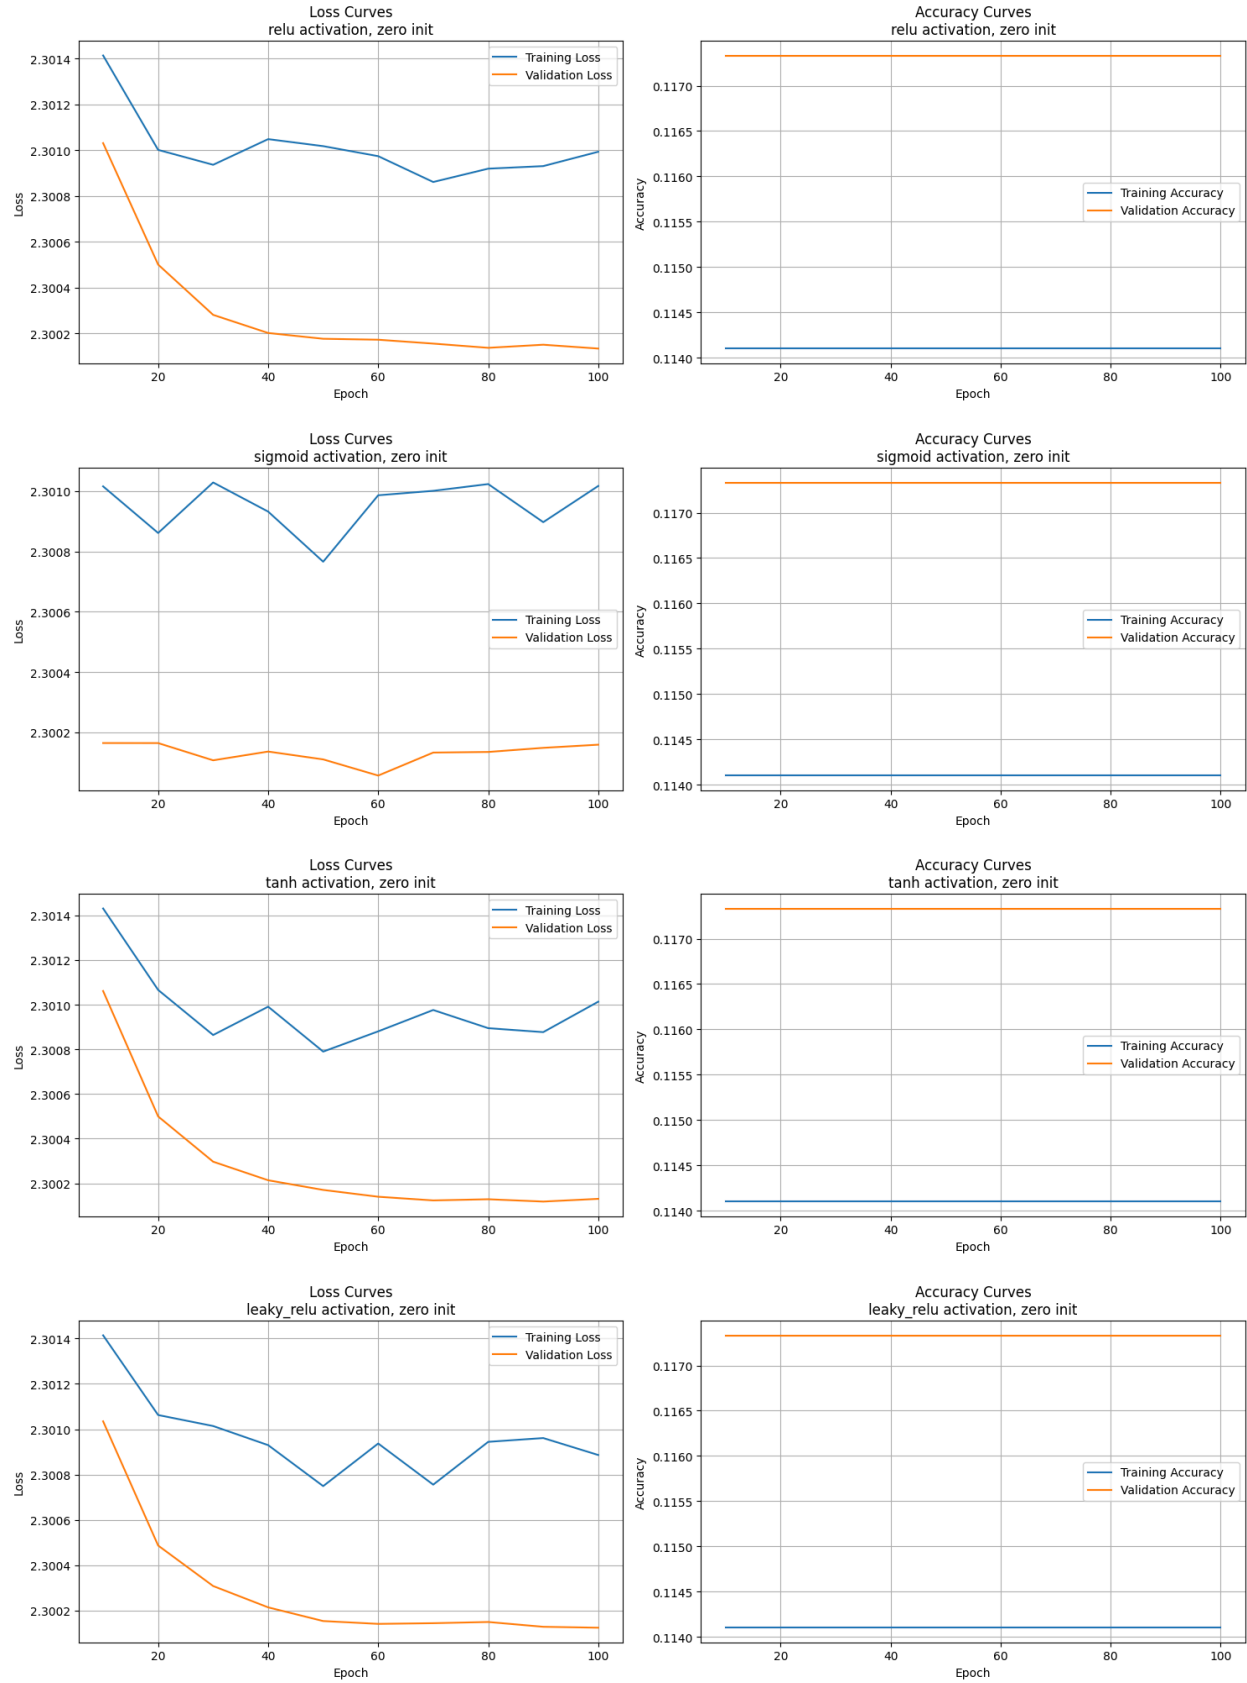 Loss Curves
relu activation, zero init
2.3014
2.3012
2.3010
2.3008
2.3006
2.3004
2.3002
Loss
Training Loss
Validation Loss
20 40 60 80 100
Epoch
Accuracy Curves
relu activation, zero init
0.1170
0.1165
0.1160
0.1155
0.1150
0.1145
0.1140
Accuracy
Training Accuracy
Validation Accuracy
20 40 60 80 100
Epoch
Loss Curves
sigmoid activation, zero init
2.3010
2.3008
2.3006
2.3004
2.3002
Loss
Training Loss
Validation Loss
20 40 60 80 100
Epoch
Accuracy Curves
sigmoid activation, zero init
0.1170
0.1165
0.1160
0.1155
0.1150
0.1145
0.1140
Accuracy
Training Accuracy
Validation Accuracy
20 40 60 80 100
Epoch
Loss Curves
tanh activation, zero init
2.3014
2.3012
2.3010
2.3008
2.3006
2.3004
2.3002
Loss
Training Loss
Validation Loss
20 40 60 80 100
Epoch
Accuracy Curves
tanh activation, zero init
0.1170
0.1165
0.1160
0.1155
0.1150
0.1145
0.1140
Accuracy
Training Accuracy
Validation Accuracy
20 40 60 80 100
Epoch
Loss Curves
leaky_relu activation, zero init
2.3014
2.3012
2.3010
2.3008
2.3006
2.3004
2.3002
Loss
Training Loss
Validation Loss
20 40 60 80 100
Epoch
Accuracy Curves
leaky_relu activation, zero init
0.1170
0.1165
0.1160
0.1155
0.1150
0.1145
0.1140
Accuracy
Training Accuracy
Validation Accuracy
20 40 60 80 100
Epoch